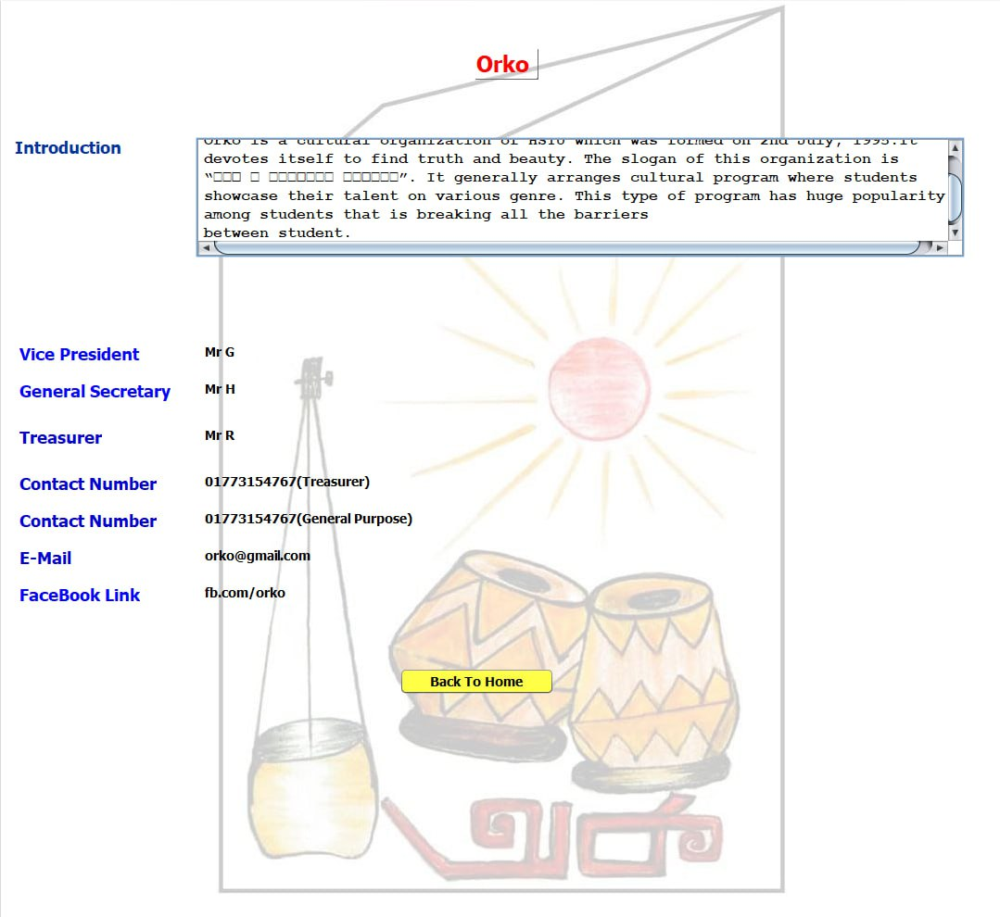 Orko
Introduction
Orko is a cultural organization of HSTU which was formed on 2nd July, 1995.It
devotes itself to find truth and beauty. The slogan of this organization is
“□□□ □ □□□□□□□ □□□□□□”. It generally arranges cultural program where students
showcase their talent on various genre. This type of program has huge popularity
among students that is breaking all the barriers
between student.
Vice President Mr G
General Secretary Mr H
Treasurer Mr R
Contact Number 01773154767(Treasurer)
Contact Number 01773154767(General Purpose)
E-Mail orko@gmail.com
FaceBook Link fb.com/orko
Back To Home
অর্ক